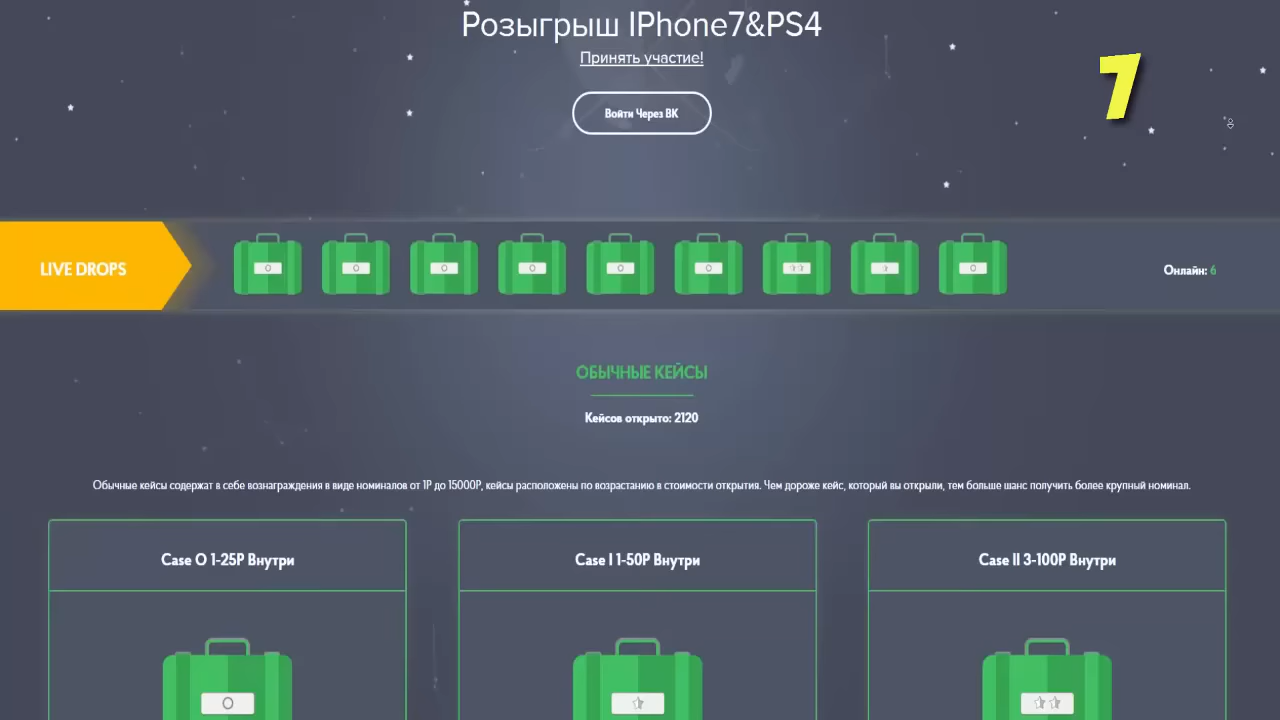 Розыгрыш IPhone7&PS4
Принять участие!
7
Войти Через ВК
LIVE DROPS
Онлайн: 6
ОБЫЧНЫЕ КЕЙСЫ
Кейсов открыто: 2120
Обычные кейсы содержат в себе вознаграждения в виде номиналов от 1Р до 15000Р, кейсы расположены по возрастанию в стоимости открытия. Чем дороже кейс, который вы открыли, тем больше шанс получить более крупный номинал.
Case O 1-25Р Внутри
Case I 1-50Р Внутри
Case II 3-100Р Внутри